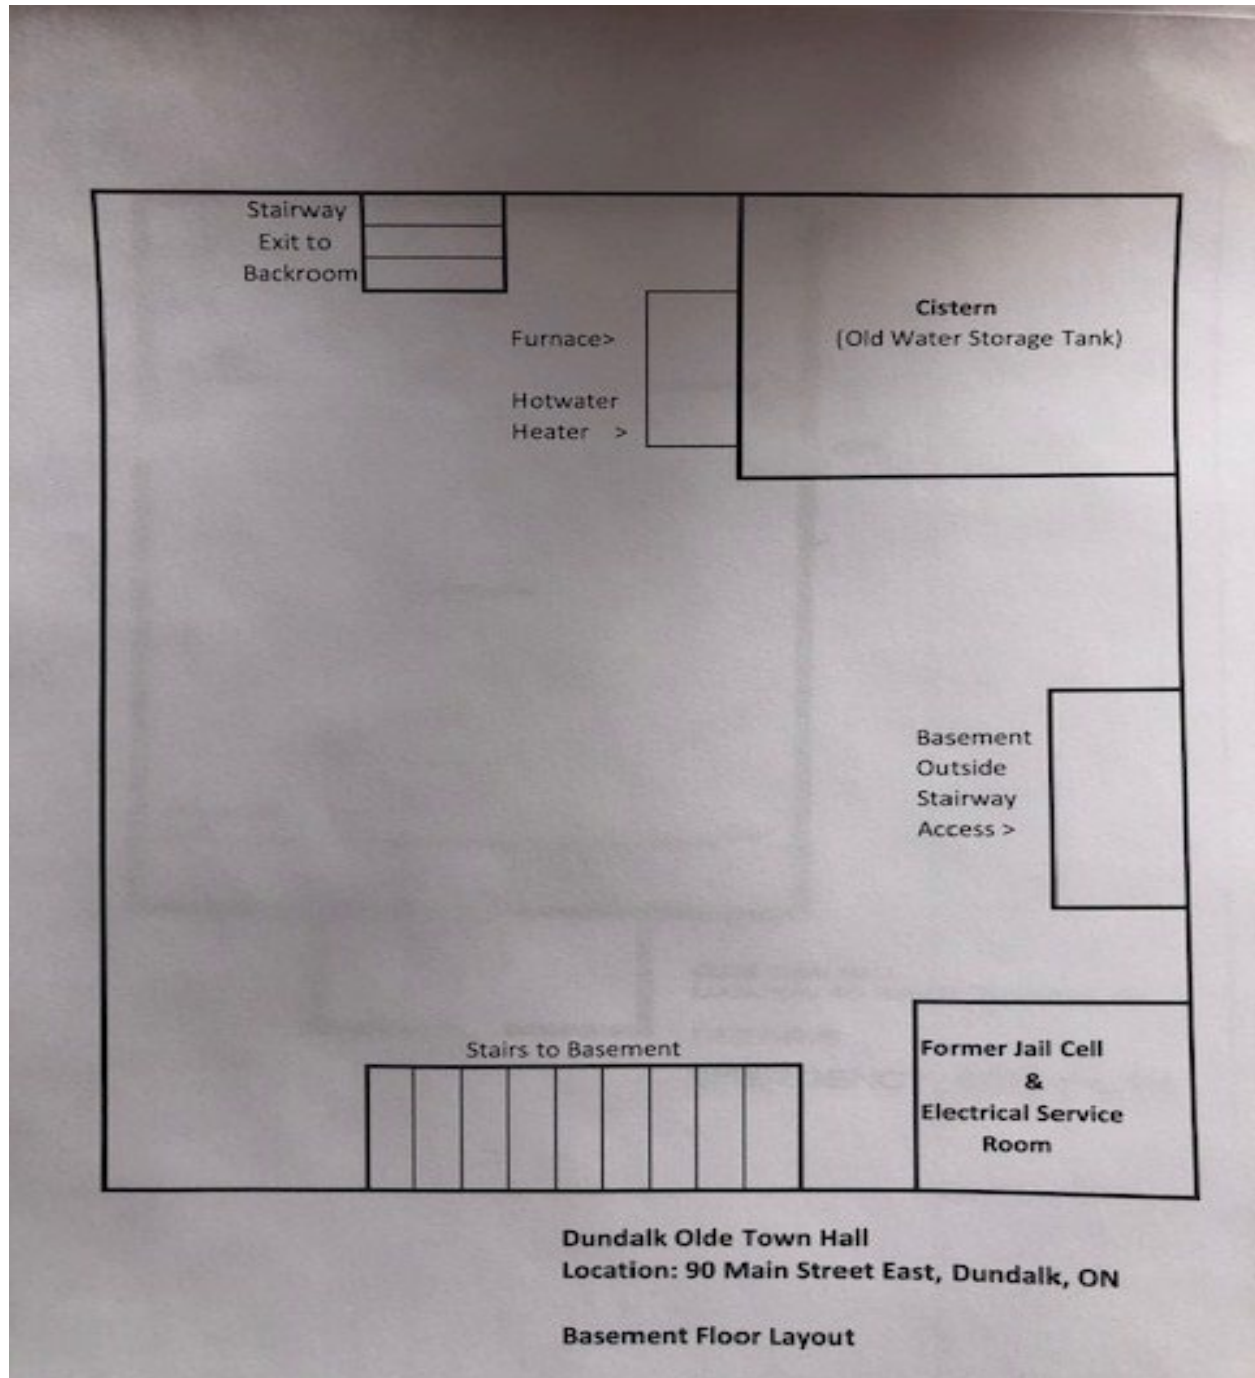 Stairway
Exit to
Backroom
Cistern
(Old Water Storage Tank)
Furnace>
Hotwater
Heater >
Basement
Outside
Stairway
Access >
Stairs to Basement
Former Jail Cell
&
Electrical Service
Room
Dundalk Olde Town Hall
Location: 90 Main Street East, Dundalk, ON
Basement Floor Layout